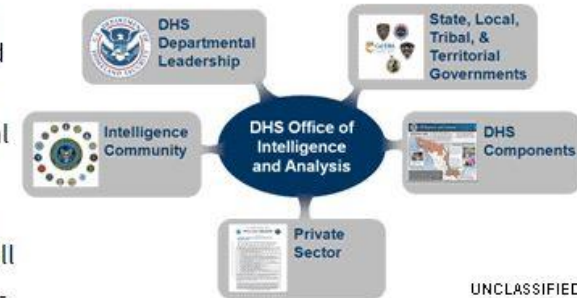 DHS
Departmental
Leadership
State, Local,
Tribal, &
Territorial
Governments
Intelligence
Community
DHS Office of
Intelligence
and Analysis
DHS
Components
Private
Sector
ll
UNCLASSIFIED